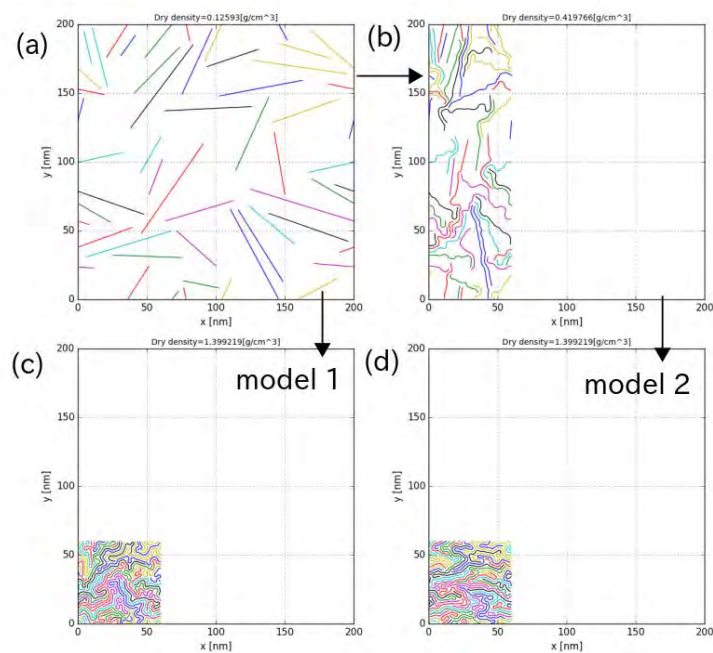 (a)
Dry density=0.12593[g/cm^3]
200
150
100
50
0
y [nm]
0 50 100 150 200
x [nm]
(b)
Dry density=0.419766[g/cm^3]
200
150
100
50
0
y [nm]
0 50 100 150 200
x [nm]
(c)
Dry density=1.399219[g/cm^3]
model 1
200
150
100
50
0
y [nm]
0 50 100 150 200
x [nm]
(d)
Dry density=1.399219[g/cm^3]
model 2
200
150
100
50
0
y [nm]
0 50 100 150 200
x [nm]